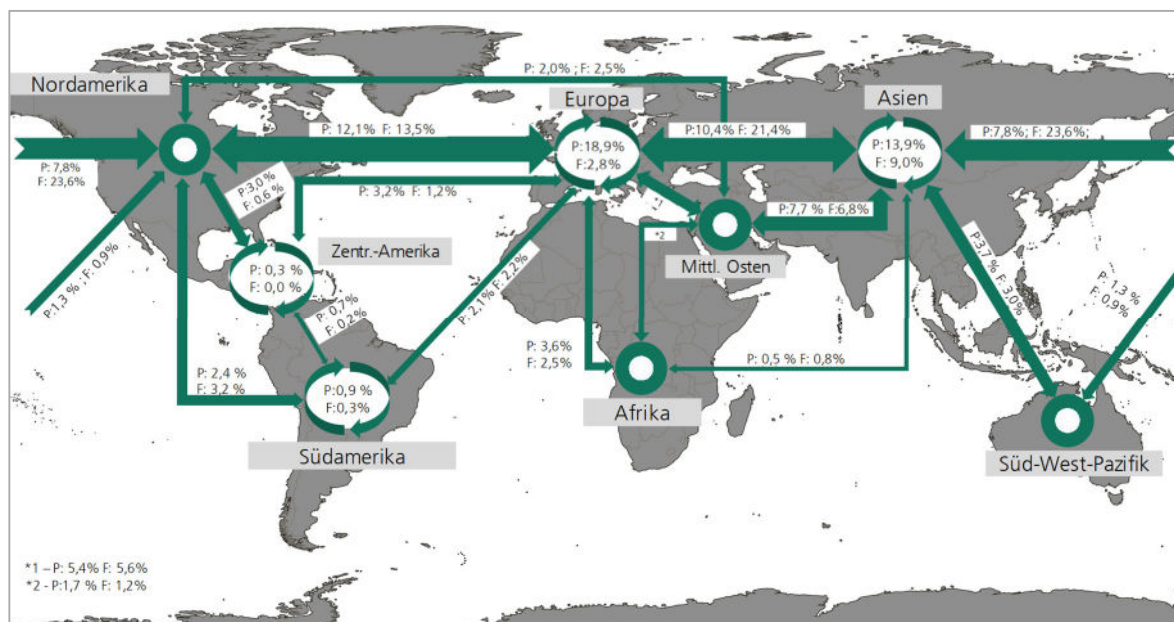 P: 2,0% ; F: 2,5%
Nordamerika
Europa
Asien
P: 12,1% F: 13,5%
P:10,4% F: 21,4%
P:7,8%; F: 23,6%;
P:18,9%
F:2,8%
P:13,9%
F: 9,0%
P: 7,8%
F: 23,6%
P:3,0 %
F: 0,6 %
P: 3,2% F: 1,2%
*1
P:7,7 % F:6,8%
*2
Zentr.-Amerika
Mittl. Osten
P: 0,3 %
F: 0,0 %
P:1,3 % ; F: 0,9%
P: 2,1% F: 2,2%
P:3,7 % F: 3,0%
P: 1,3 %
F: 0,9%
P: 0,7%
F: 0,2%
P: 3,6%
F: 2,5%
P: 0,5 % F: 0,8%
P: 2,4 %
F: 3,2 %
P:0,9 %
F:0,3%
Afrika
Südamerika
Süd-West-Pazifik
*1 – P: 5,4% F: 5,6%
*2 - P:1,7 % F: 1,2%